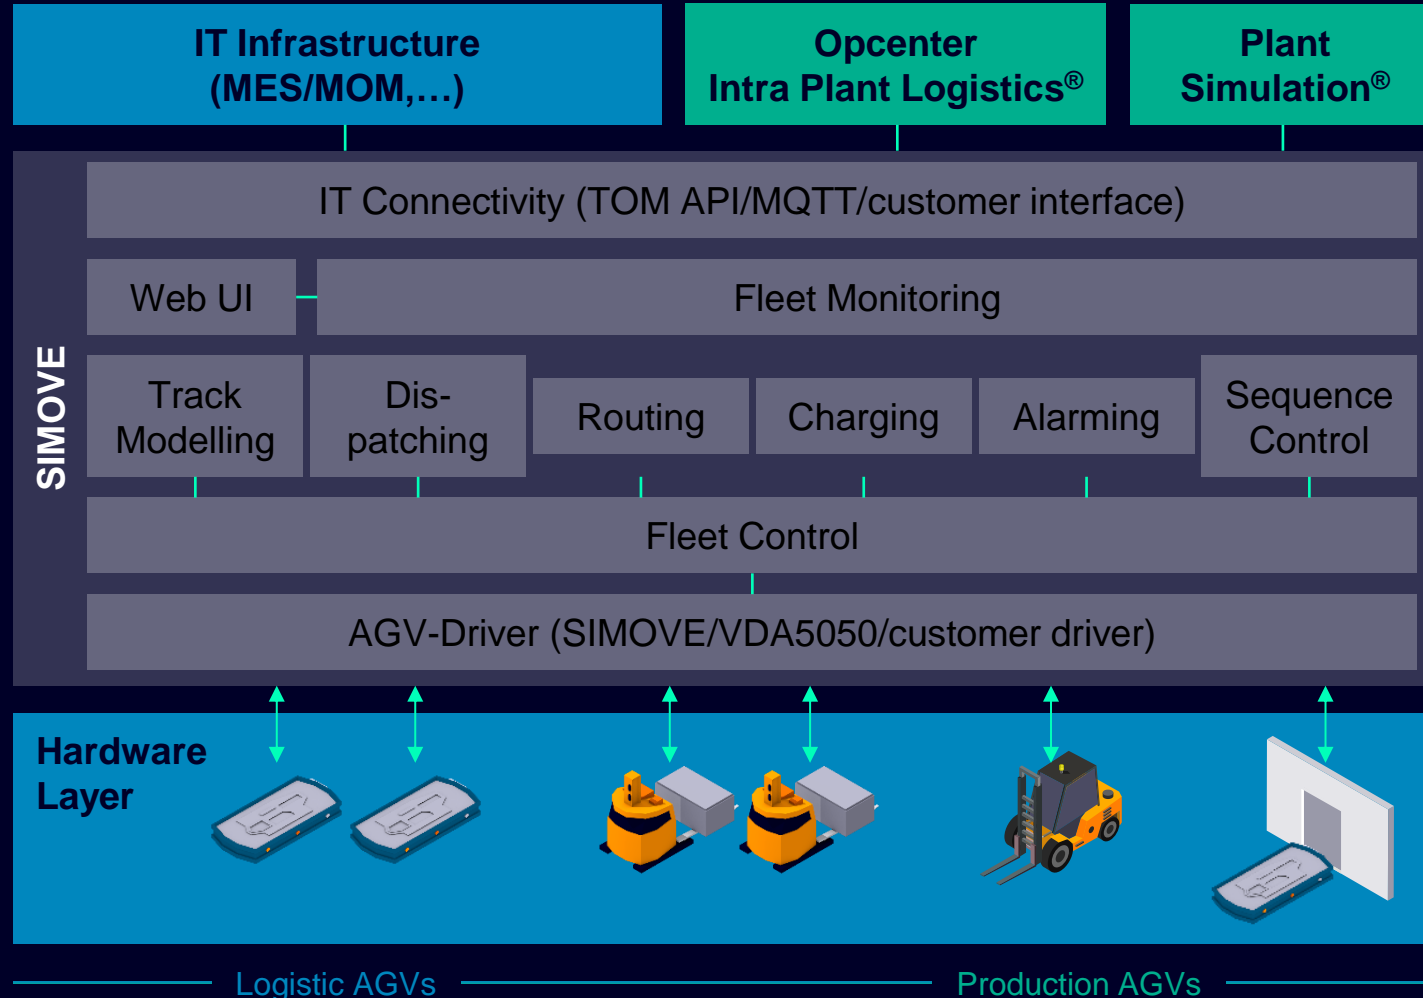 IT Infrastructure
(MES/MOM,...)
Opcenter
Intra Plant Logistics®
Plant
Simulation®
SIMOVE
IT Connectivity (TOM API/MQTT/customer interface)
Web UI
Fleet Monitoring
Track
Modelling
Dis-
patching
Routing
Charging
Alarming
Sequence
Control
Fleet Control
AGV-Driver (SIMOVE/VDA5050/customer driver)
Hardware
Layer
Logistic AGVs
Production AGVs